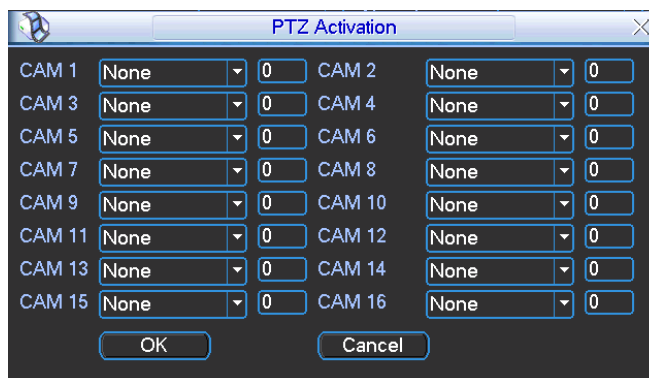 PTZ Activation
CAM 1 None 0 CAM 2 None 0
CAM 3 None 0 CAM 4 None 0
CAM 5 None 0 CAM 6 None 0
CAM 7 None 0 CAM 8 None 0
CAM 9 None 0 CAM 10 None 0
CAM 11 None 0 CAM 12 None 0
CAM 13 None 0 CAM 14 None 0
CAM 15 None 0 CAM 16 None 0
OK Cancel